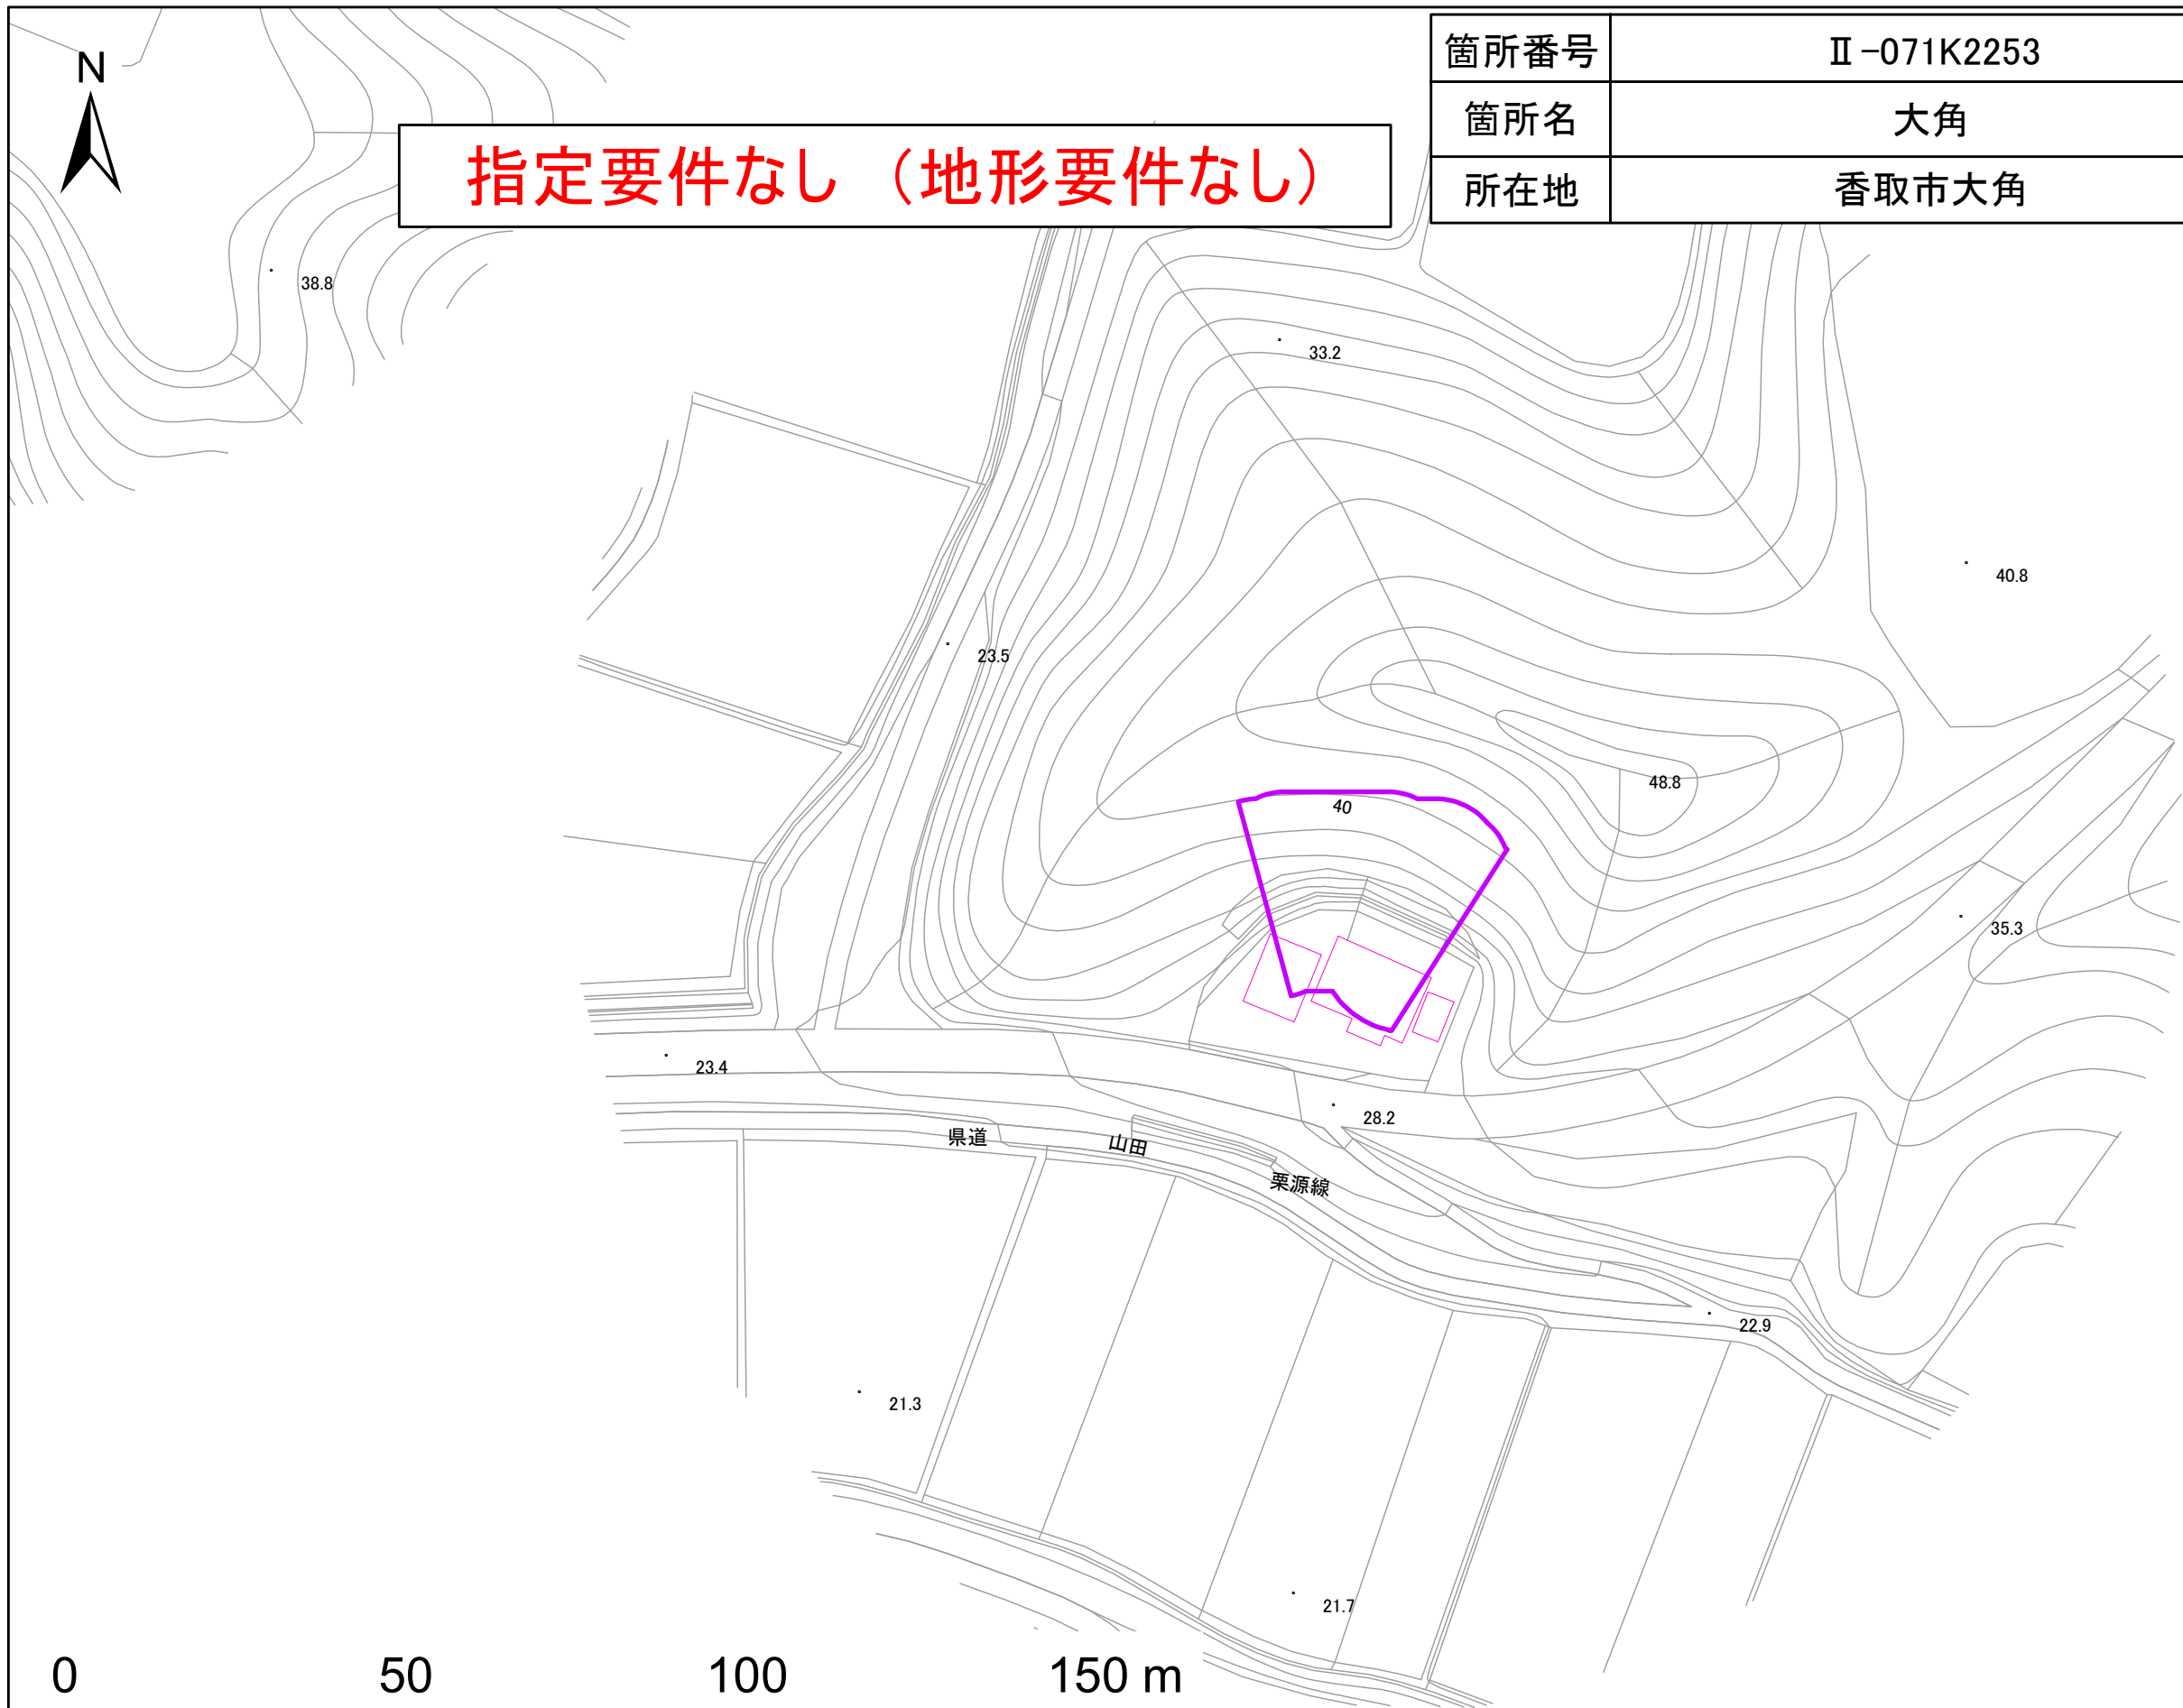 N
箇所番号 Ⅱ-071K2253
箇所名 大角
所在地 香取市大角
指定要件なし （地形要件なし）
38.8
33.2
40.8
23.5
48.8
40
35.3
23.4
28.2
県道 山田 栗源線
22.9
21.3
21.7
0 50 100 150 m